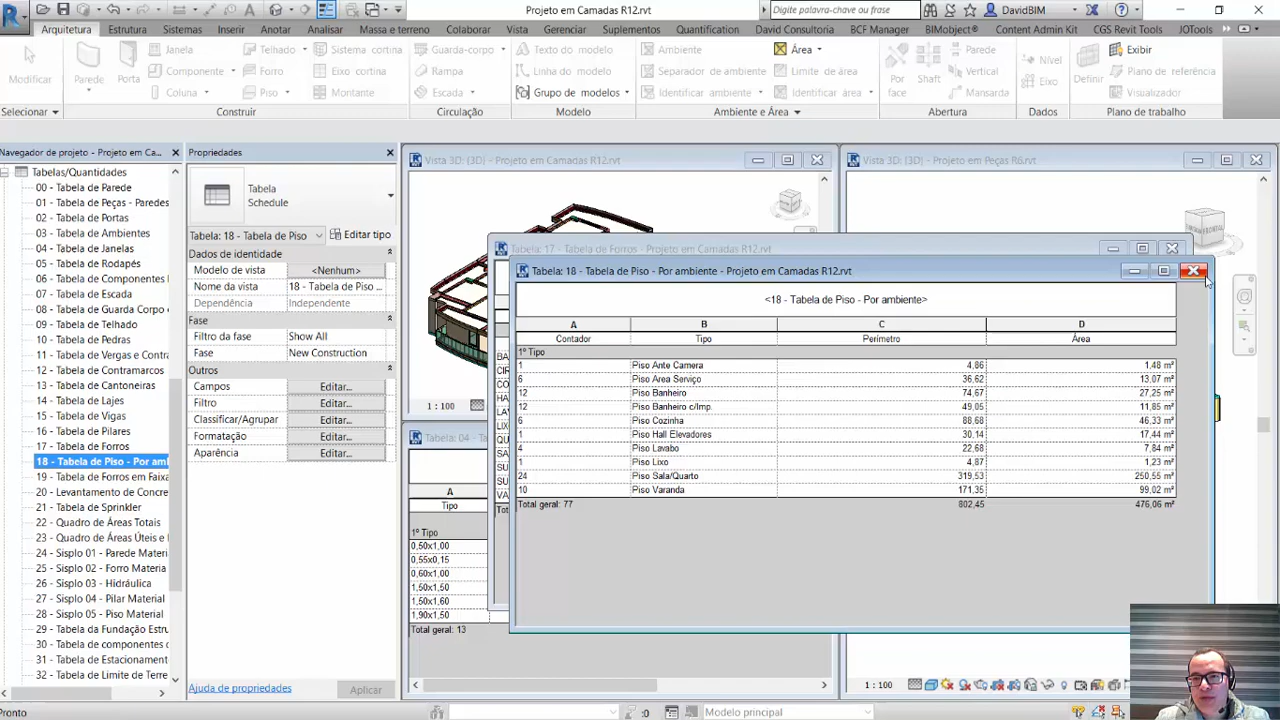 Projeto em Camadas R12.rvt
Digite palavra-chave ou frase
DavidBIM
Arquitetura Estrutura Sistemas Inserir Anotar Analisar Massa e terreno Colaborar Vista Gerenciar Suplementos Quantification David Consultoria BCF Manager BIMobject® Content Admin Kit CGS Revit Tools JOTools
Modificar
Parede
Porta
Janela
Componente
Coluna
Telhado
Forro
Piso
Sistema cortina
Eixo cortina
Montante
Guarda-corpo
Rampa
Escada
Texto do modelo
Linha do modelo
Grupo de modelos
Ambiente
Separador de ambiente
Identificar ambiente
Área
Limite de área
Identificar área
Por face
Shaft
Parede
Vertical
Mansarda
Nível
Eixo
Definir
Exibir
Plano de referência
Visualizador
Selecionar
Construir
Circulação
Modelo
Ambiente e Área
Abertura
Dados
Plano de trabalho
Navegador de projeto - Projeto em Ca...
Tabelas/Quantidades
00 - Tabela de Parede
01 - Tabela de Peças - Paredes
02 - Tabela de Portas
03 - Tabela de Ambientes
04 - Tabela de Janelas
05 - Tabela de Rodapés
06 - Tabela de Componentes
07 - Tabela de Escada
08 - Tabela de Guarda Corpo
09 - Tabela de Telhado
10 - Tabela de Pedras
11 - Tabela de Vergas e Contra
12 - Tabela de Contramarcos
13 - Tabela de Cantoneiras
14 - Tabela de Lajes
15 - Tabela de Vigas
16 - Tabela de Pilares
17 - Tabela de Forros
18 - Tabela de Piso - Por aml
19 - Tabela de Forros em Faixa
20 - Levantamento de Concre
21 - Tabela de Sprinkler
22 - Quadro de Áreas Totais
23 - Quadro de Áreas Úteis e
24 - Sisplo 01 - Parede Materi
25 - Sisplo 02 - Forro Materia
26 - Sisplo 03 - Hidráulica
27 - Sisplo 04 - Pilar Material
28 - Sisplo 05 - Piso Material
29 - Tabela da Fundação Estru
30 - Tabela de componentes d
31 - Tabela de Estacionament
32 - Tabela de Limite de Terre
Propriedades
Tabela
Schedule
Tabela: 18 - Tabela de Piso
Editar tipo
Dados de identidade
Modelo de vista <Nenhum>
Nome da vista 18 - Tabela de Piso ...
Dependência Independente
Fase
Filtro da fase Show All
Fase New Construction
Outros
Campos Editar...
Filtro Editar...
Classificar/Agrupar Editar...
Formatação Editar...
Aparência Editar...
Ajuda de propriedades
Aplicar
Vista 3D: {3D} - Projeto em Camadas R12.rvt
Vista 3D: {3D} - Projeto em Peças R6.rvt
1 : 100
Tabela: 04 - Ta
A
Tipo
1º Tipo
0,50x1,00
0,55x0,15
0,60x1,00
1,50x1,50
1,50x1,60
1,90x1,50
Total geral: 13
Tabela: 17 - Tabela de Forros - Projeto em Camadas R12.rvt
Tabela: 18 - Tabela de Piso - Por ambiente - Projeto em Camadas R12.rvt
<18 - Tabela de Piso - Por ambiente>
A B C D
Contador Tipo Perímetro Área
1º Tipo
1 Piso Ante Camera 4,86 1,48 m²
6 Piso Area Serviço 36,62 13,07 m²
12 Piso Banheiro 74,67 27,25 m²
12 Piso Banheiro c/Imp. 49,05 11,85 m²
6 Piso Cozinha 88,68 46,33 m²
1 Piso Hall Elevadores 30,14 17,44 m²
4 Piso Lavabo 22,68 7,84 m²
1 Piso Lixo 4,87 1,23 m²
24 Piso Sala/Quarto 319,53 250,55 m²
10 Piso Varanda 171,35 99,02 m²
Total geral: 77 802,45 476,06 m²
1 : 100
Pronto
:0
Modelo principal